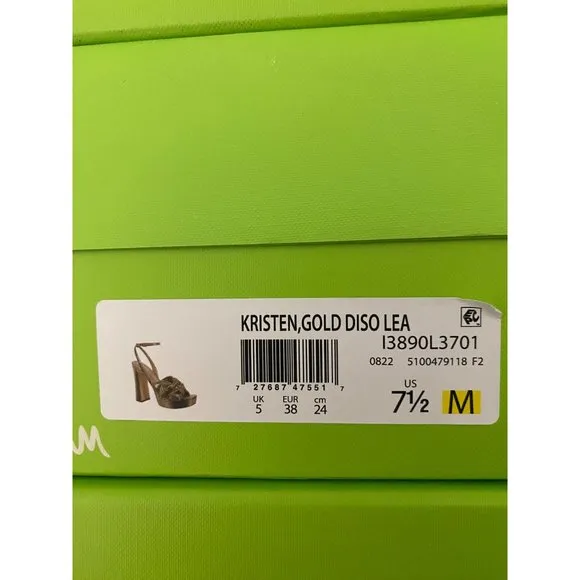 KRISTEN,GOLD DISO LEA
I3890L3701
0822 5100479118 F2
7 27687 47551 7
UK EUR cm
5 38 24
US
7½ M